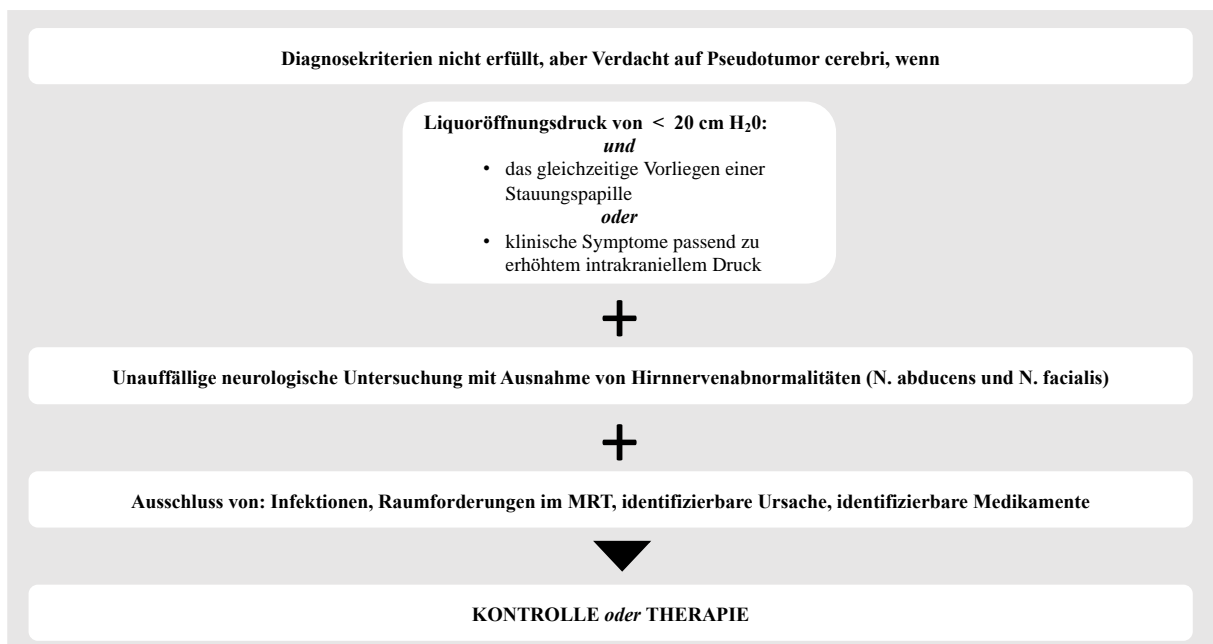 Diagnosekriterien nicht erfüllt, aber Verdacht auf Pseudotumor cerebri, wenn
Liquoröffnungsdruck von < 20 cm H₂0:
und
• das gleichzeitige Vorliegen einer
Stauungspapille
oder
• klinische Symptome passend zu
erhöhtem intrakraniellem Druck
+
Unauffällige neurologische Untersuchung mit Ausnahme von Hirnnervenabnormalitäten (N. abducens und N. facialis)
+
Ausschluss von: Infektionen, Raumforderungen im MRT, identifizierbare Ursache, identifizierbare Medikamente
KONTROLLE oder THERAPIE